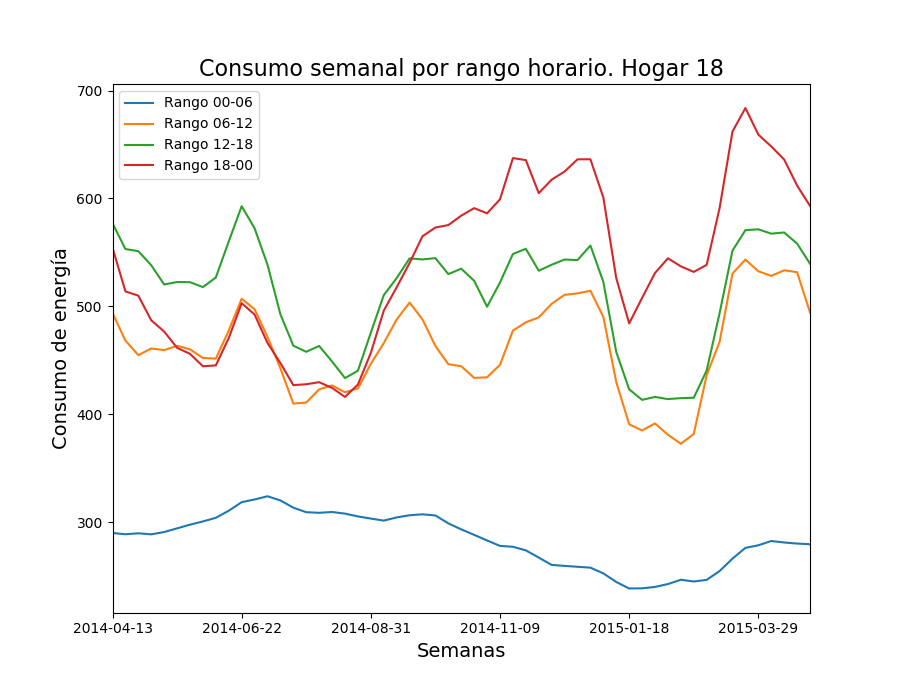 Consumo semanal por rango horario. Hogar 18
Rango 00-06
Rango 06-12
Rango 12-18
Rango 18-00
Consumo de energía
700
600
500
400
300
2014-04-13
2014-06-22
2014-08-31
2014-11-09
2015-01-18
2015-03-29
Semanas